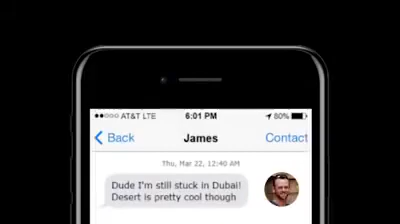 AT&T LTE 6:01 PM 80%
Back James Contact
Thu, Mar 22, 12:40 AM
Dude I'm still stuck in Dubai!
Desert is pretty cool though